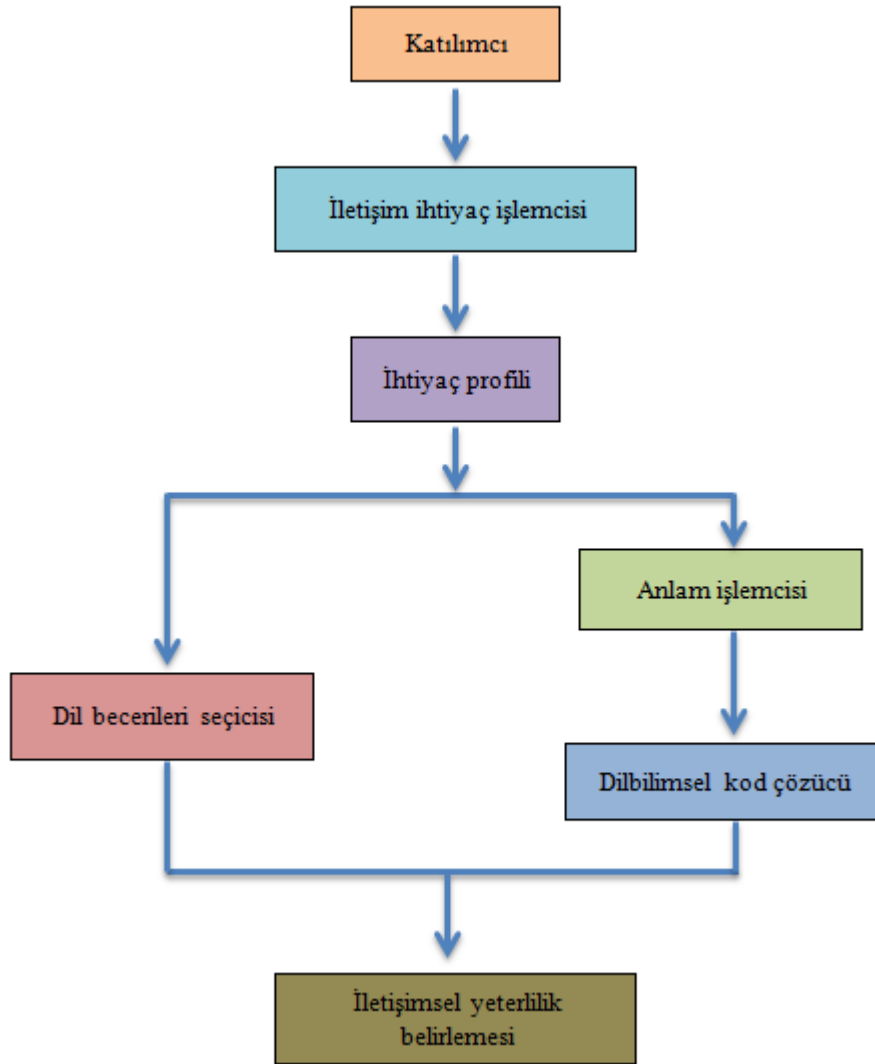 Katılımcı
İletişim ihtiyaç işlemcisi
İhtiyaç profili
Anlam işlemcisi
Dil becerileri seçicisi
Dilbilimsel kod çözücü
İletişimsel yeterlilik
belirlemesi